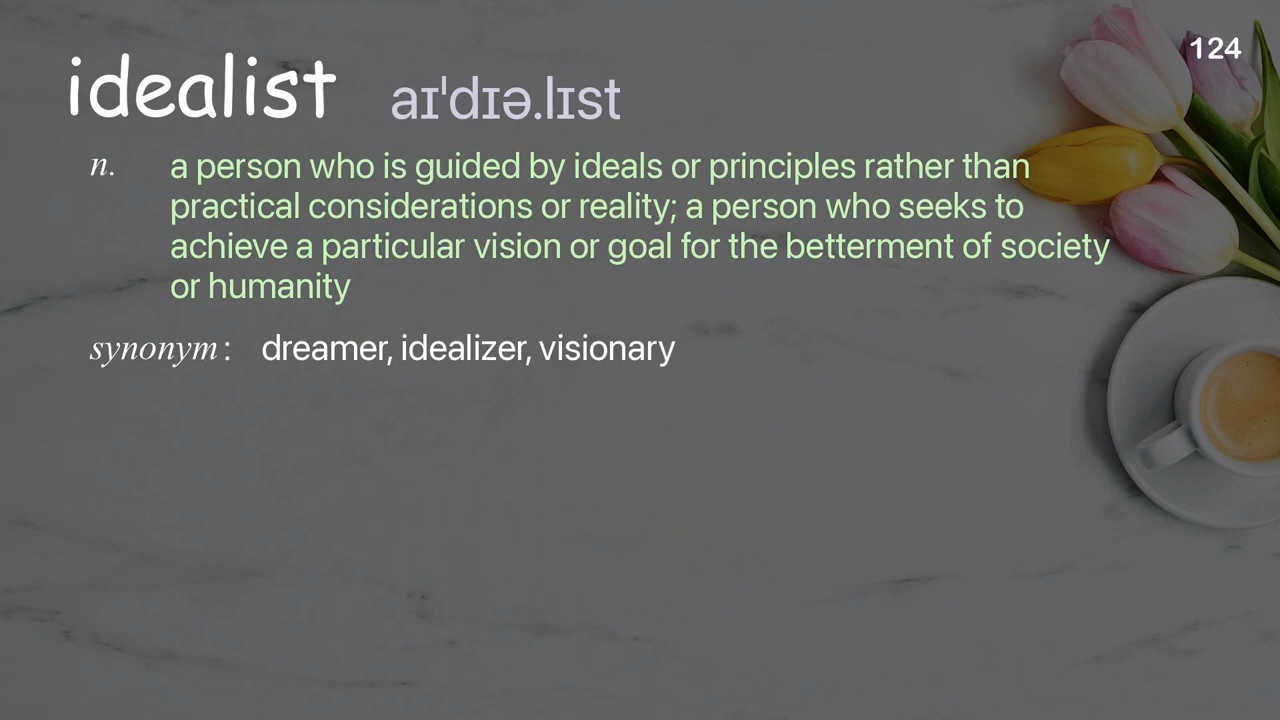 124
idealist aɪˈdɪə.lɪst
n. a person who is guided by ideals or principles rather than
practical considerations or reality; a person who seeks to
achieve a particular vision or goal for the betterment of society
or humanity
synonym: dreamer, idealizer, visionary